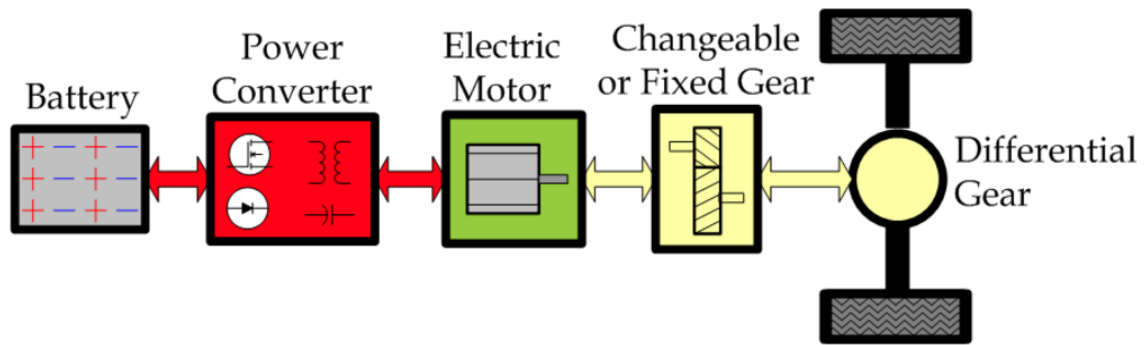 Battery
Power
Converter
Electric
Motor
Changeable
or Fixed Gear
Differential
Gear